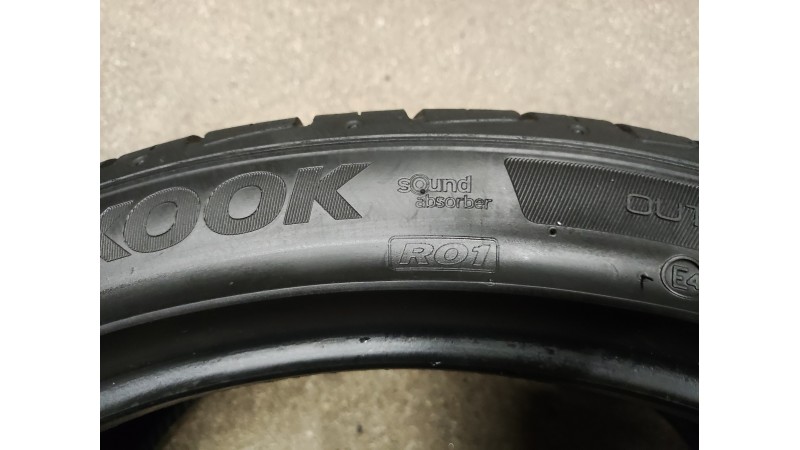 KOOK
sound
absorber
OUT
RO1
E4